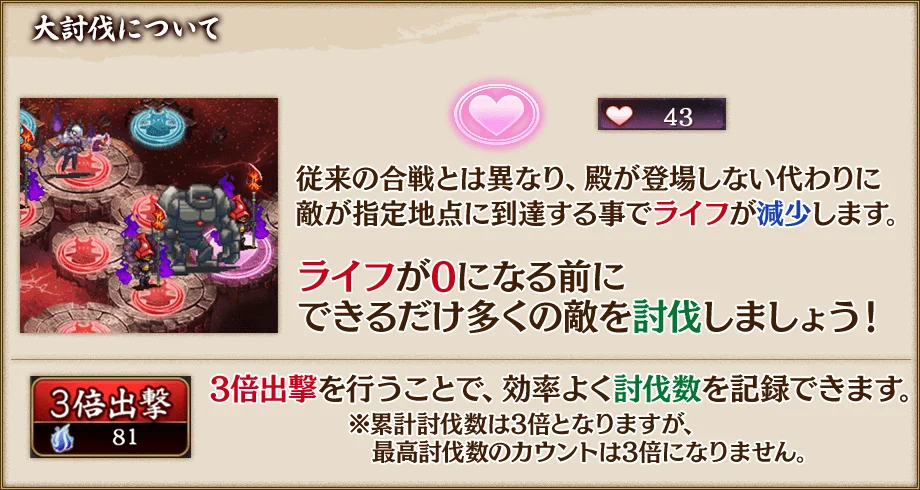 大討伐について
43
従来の合戦とは異なり、殿が登場しない代わりに
敵が指定地点に到達する事でライフが減少します。
ライフが0になる前に
できるだけ多くの敵を討伐しましょう！
3倍出撃
81
3倍出撃を行うことで、効率よく討伐数を記録できます。
※累計討伐数は3倍となりますが、
最高討伐数のカウントは3倍になりません。